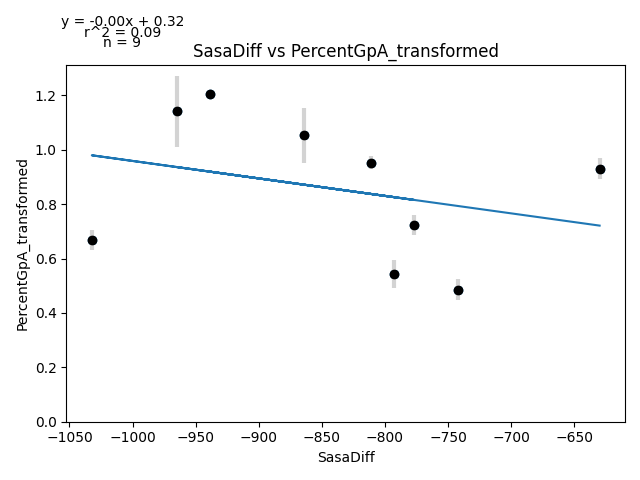 y = -0.00x + 0.32
r^2 = 0.09
n = 9
SasaDiff vs PercentGpA_transformed
PercentGpA_transformed
1.2
1.0
0.8
0.6
0.4
0.2
0.0
−1050 −1000 −950 −900 −850 −800 −750 −700 −650
SasaDiff